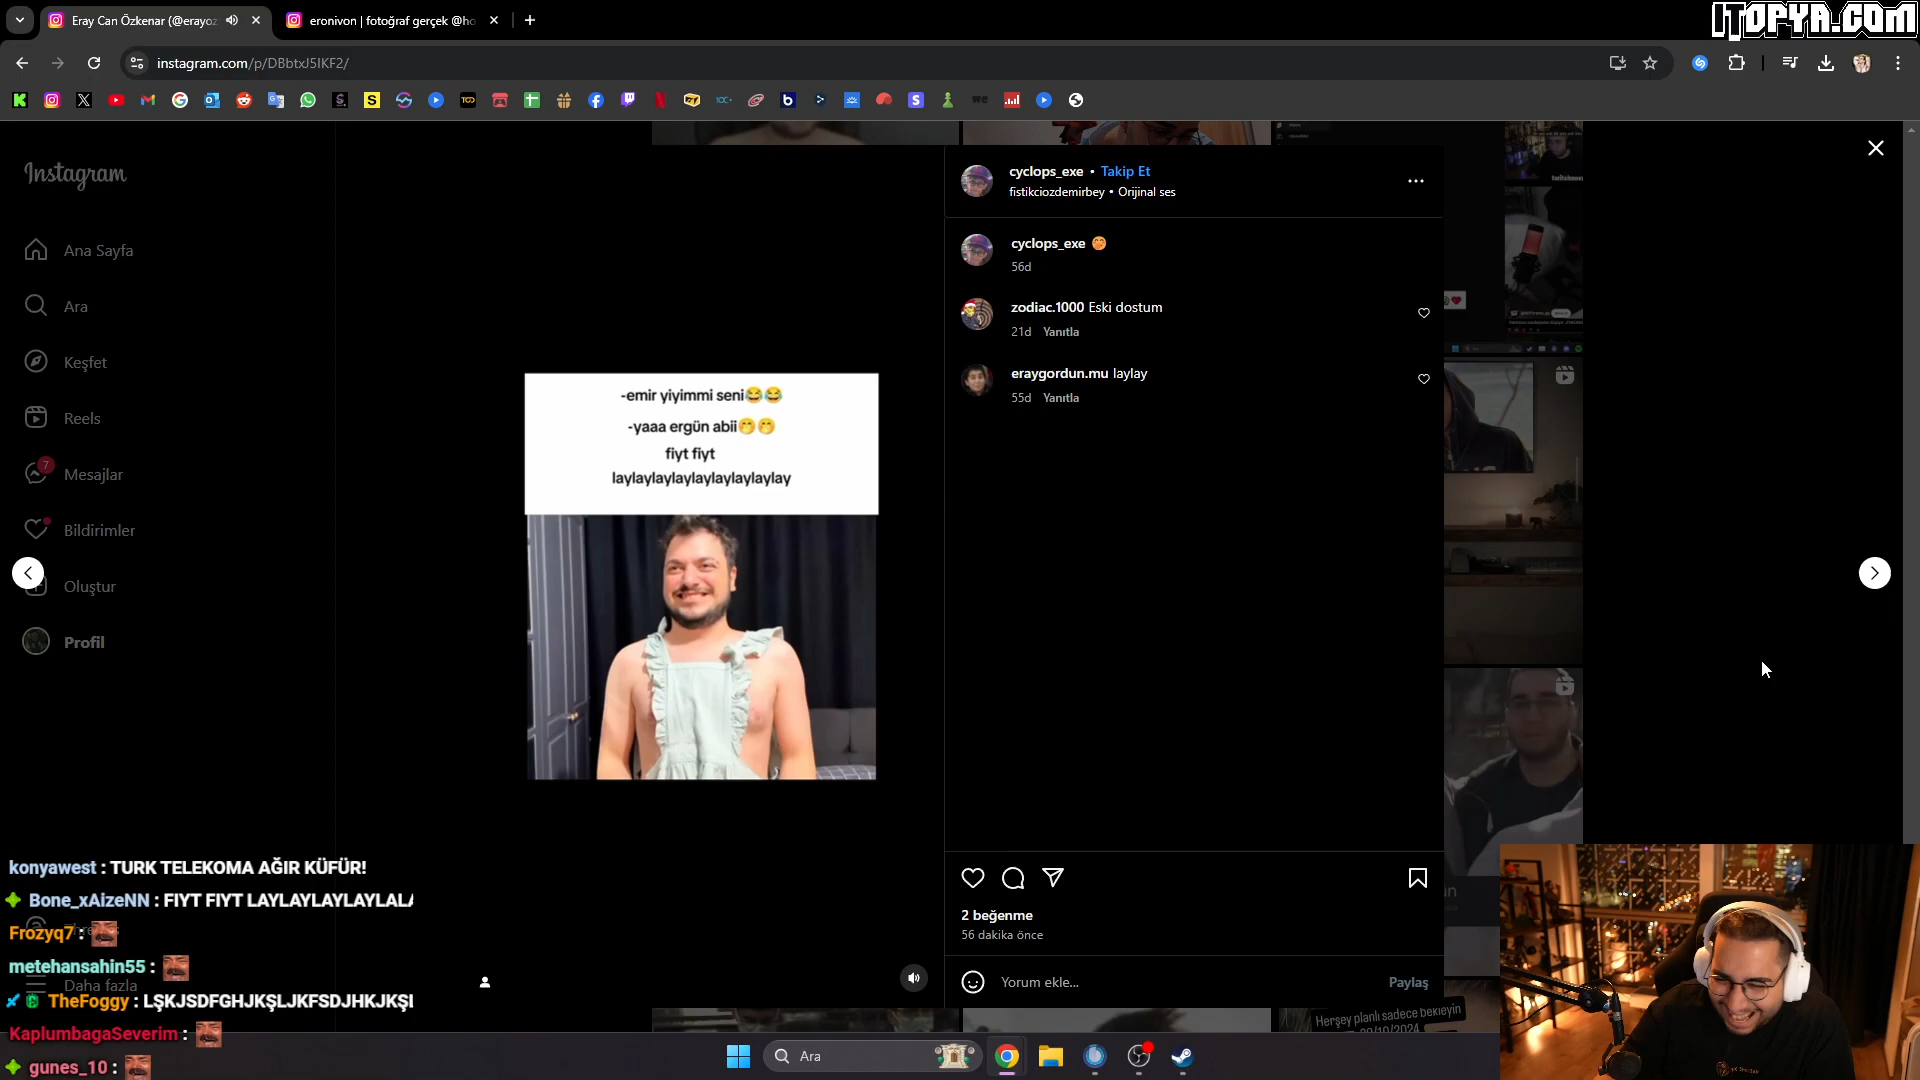 ITOPYA.COM
Eray Can Özkenar (@erayoz
eronivon | fotoğraf gerçek @ho
instagram.com/p/DBbtxJ5IKF2/
Instagram
Ana Sayfa
Ara
Keşfet
Reels
7
Mesajlar
Bildirimler
Oluştur
Profil
Daha fazla
-emir yiyimmi seni😂😂
-yaaa ergün abii🤭🤭
fiyt fiyt
laylaylaylaylaylaylaylaylay
cyclops_exe • Takip Et
fistikciozdemirbey • Orijinal ses
cyclops_exe 🤭
56d
zodiac.1000 Eski dostum
21d Yanıtla
eraygordun.mu laylay
55d Yanıtla
2 beğenme
56 dakika önce
Yorum ekle...
Paylaş
Herşey planlı sadece bekleyin
konyawest : TURK TELEKOMA AĞIR KÜFÜR!
Bone_xAizeNN : FIYT FIYT LAYLAYLAYLAYLALA
Frozyq7 :
metehansahin55 :
TheFoggy : LŞKJSDFGHJKŞLJKFSDJHKJKŞL
KaplumbagaSeverim :
gunes_10 :
Ara